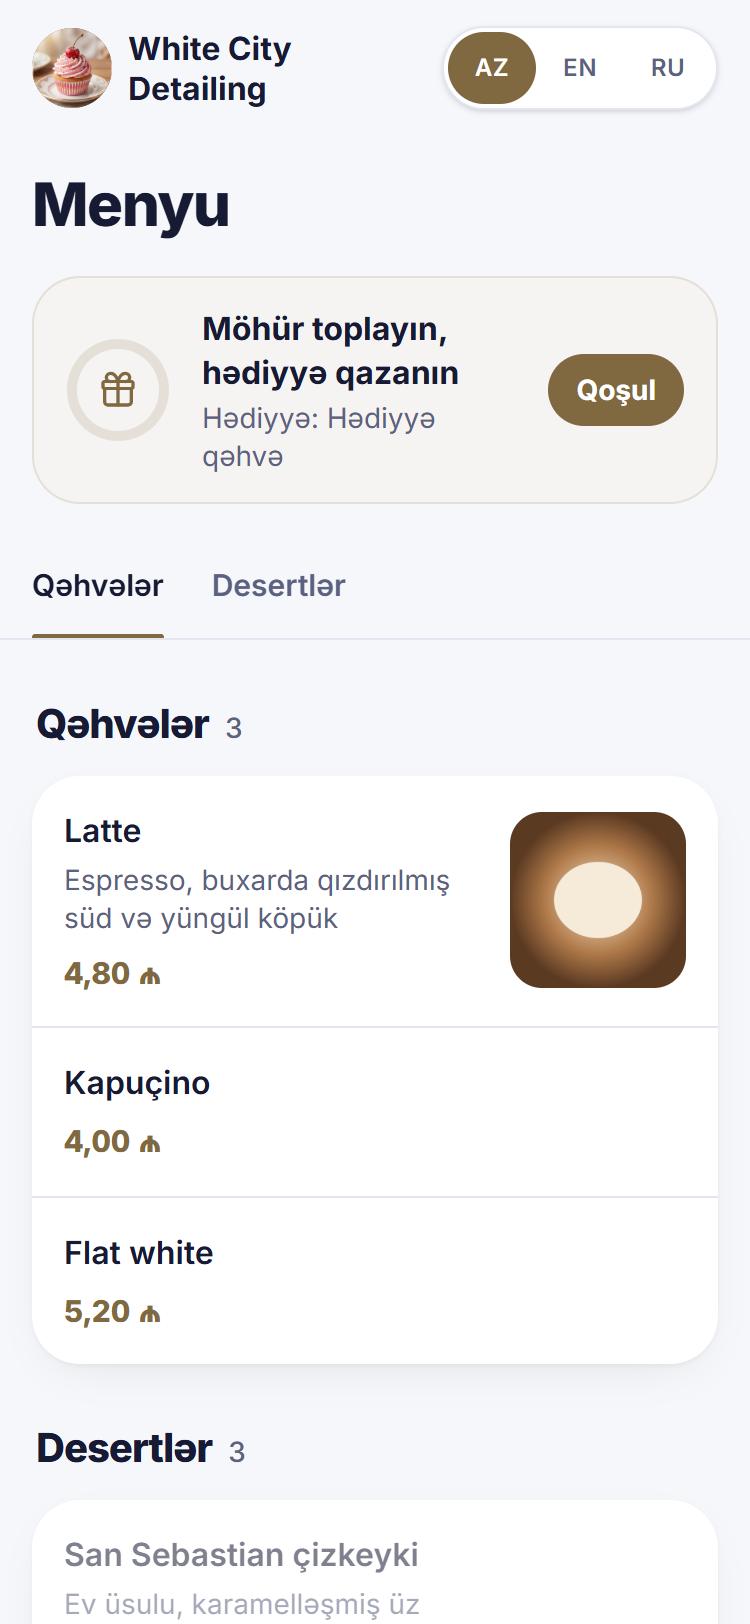 White City
Detailing
AZ EN RU
Menyu
Möhür toplayın,
hədiyyə qazanın
Hədiyyə: Hədiyyə
qəhvə
Qoşul
Qəhvələr Desertlər
Qəhvələr 3
Latte
Espresso, buxarda qızdırılmış
süd və yüngül köpük
4,80 ₼
Kapuçino
4,00 ₼
Flat white
5,20 ₼
Desertlər 3
San Sebastian çizkeyki
Ev üsulu, karamelləşmiş üz